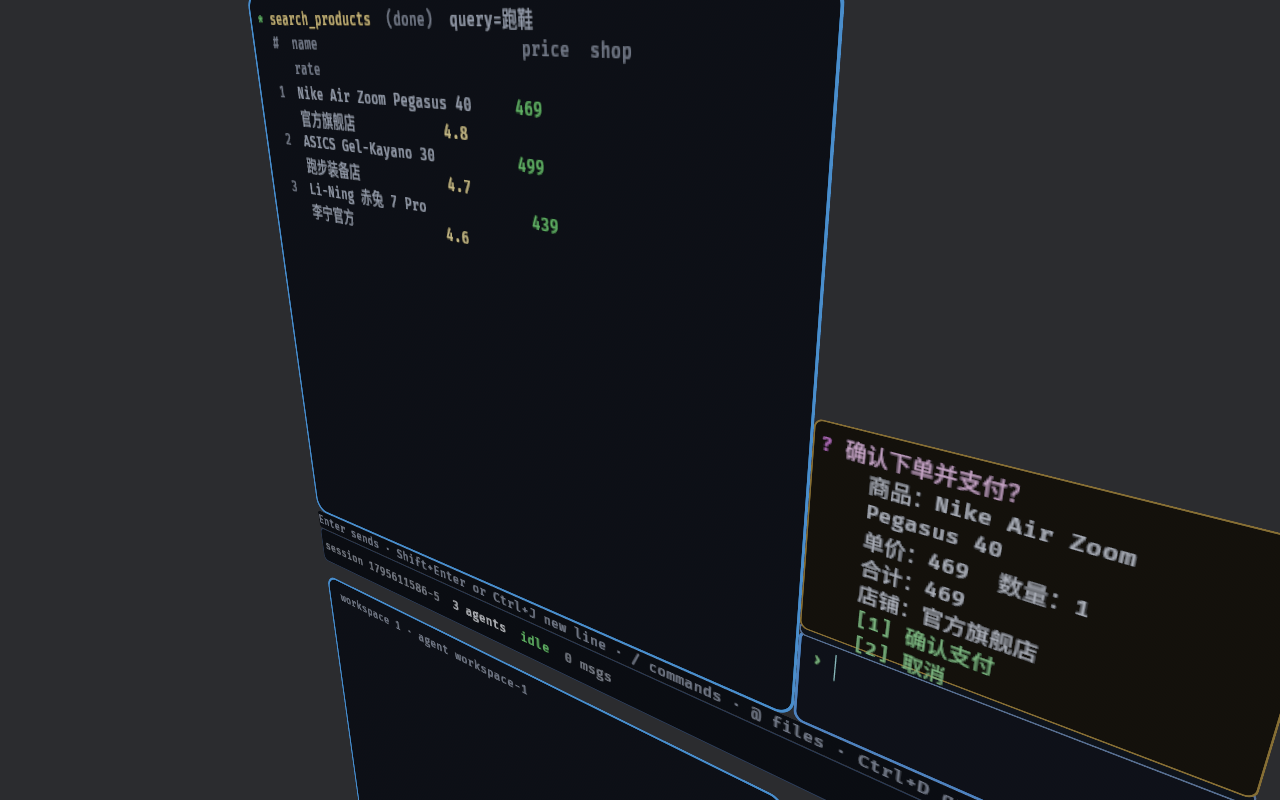 * search_products (done) query=跑鞋
# name price shop
rate
1 Nike Air Zoom Pegasus 40 469
官方旗舰店 4.8
2 ASICS Gel-Kayano 30 499
跑步装备店 4.7
3 Li-Ning 赤兔 7 Pro 439
李宁官方 4.6
? 确认下单并支付?
商品: Nike Air Zoom
Pegasus 40
单价: 469 数量: 1
合计: 469
店铺: 官方旗舰店
[1] 确认支付
[2] 取消
›
Enter sends · Shift+Enter or Ctrl+J new line · / commands · @ files · Ctrl+D
session 1795611586-5 3 agents idle 0 msgs
workspace 1 · agent workspace-1